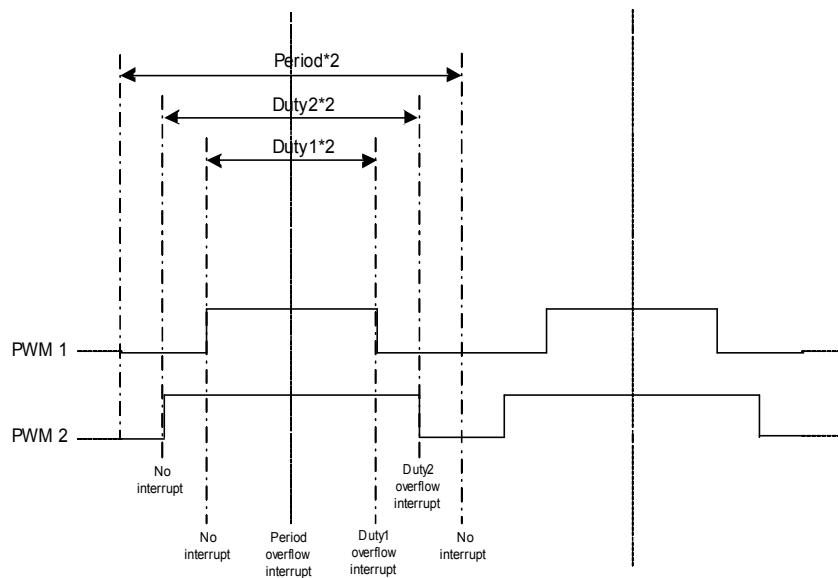 Period*2
Duty2*2
Duty1*2
PWM 1
PWM 2
No
interrupt
Duty2
overflow
interrupt
No
interrupt
Period
overflow
interrupt
Duty1
overflow
interrupt
No
interrupt